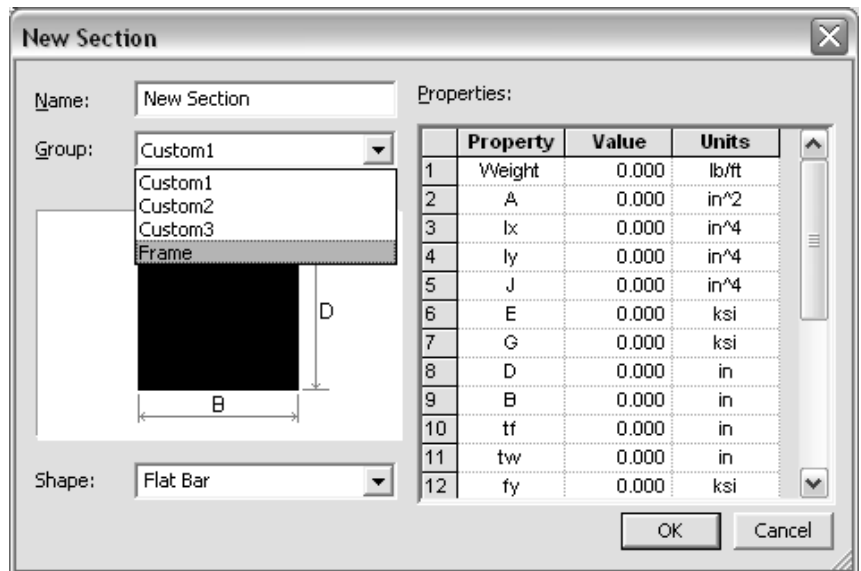 New Section
Name:
New Section
Group:
Custom1
Custom1
Custom2
Custom3
Frame
D
B
Shape:
Flat Bar
Properties:
Property Value Units
1 Weight 0.000 lb/ft
2 A 0.000 in^2
3 Ix 0.000 in^4
4 Iy 0.000 in^4
5 J 0.000 in^4
6 E 0.000 ksi
7 G 0.000 ksi
8 D 0.000 in
9 B 0.000 in
10 tf 0.000 in
11 tw 0.000 in
12 fy 0.000 ksi
OK
Cancel